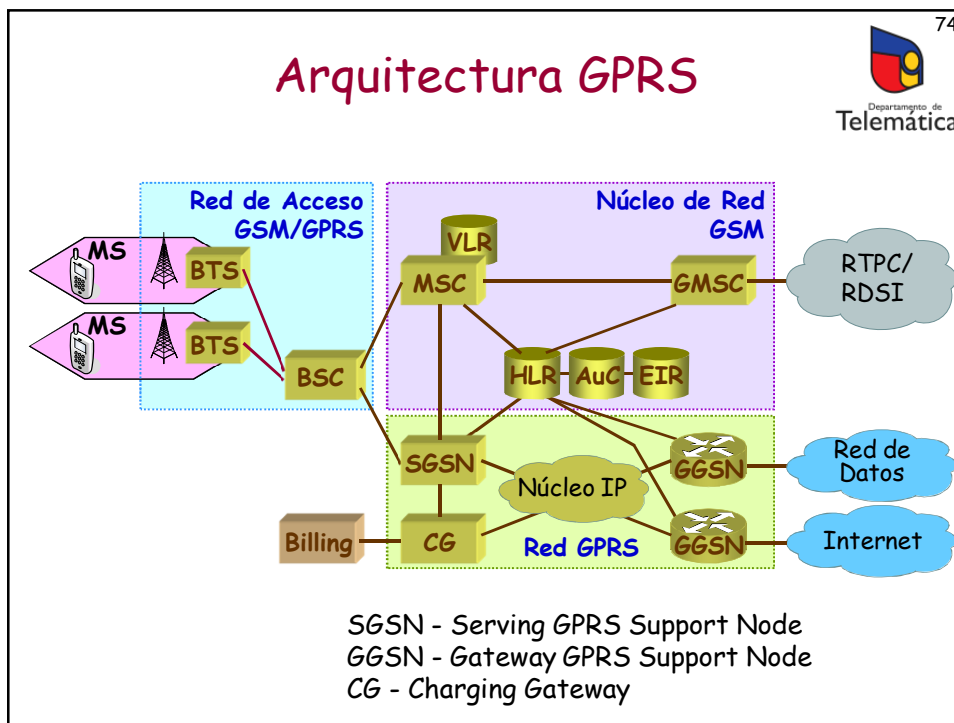 74
Arquitectura GPRS
Departamento de
Telemática
Red de Acceso
GSM/GPRS
Núcleo de Red
GSM
MS
BTS
VLR
MSC
GMSC
RTPC/
RDSI
MS
BTS
BSC
HLR
AuC
EIR
SGSN
Núcleo IP
GGSN
Red de
Datos
Billing
CG
Red GPRS
GGSN
Internet
SGSN - Serving GPRS Support Node
GGSN - Gateway GPRS Support Node
CG - Charging Gateway